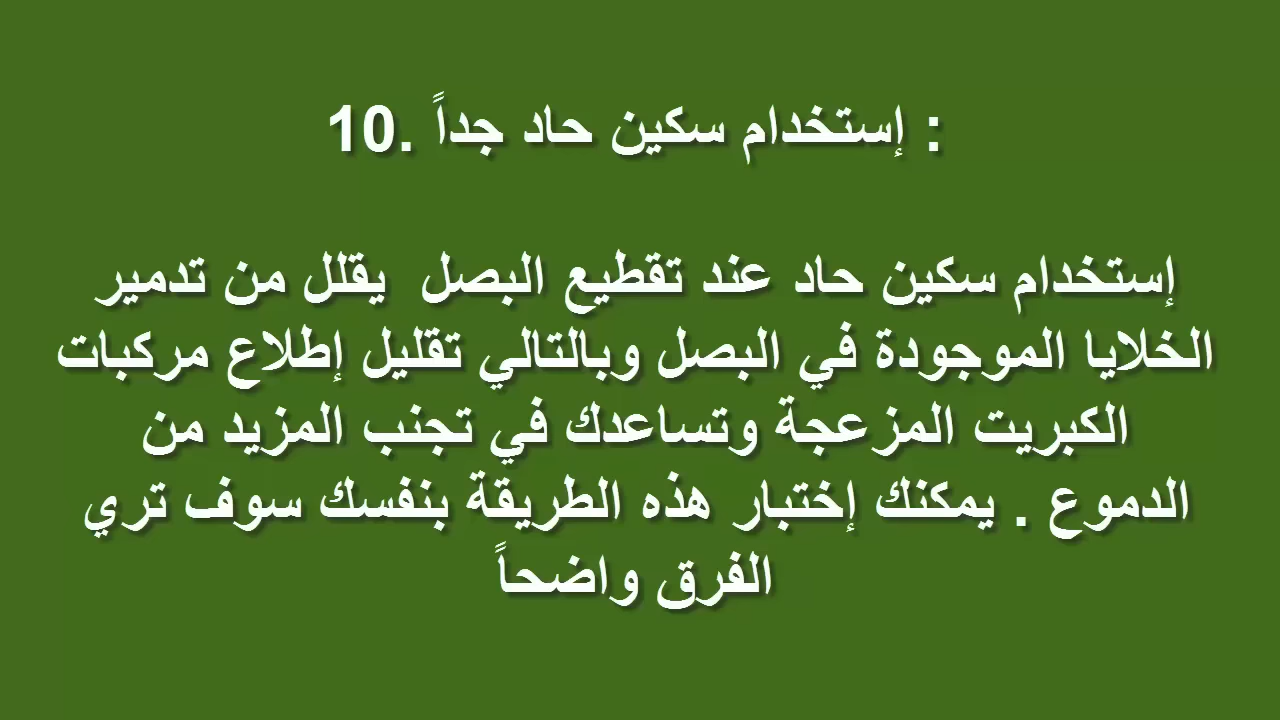 10. إستخدام سكين حاد جداً :
إستخدام سكين حاد عند تقطيع البصل يقلل من تدمير
الخلايا الموجودة في البصل وبالتالي تقليل إطلاع مركبات
الكبريت المزعجة وتساعدك في تجنب المزيد من
الدموع . يمكنك إختبار هذه الطريقة بنفسك سوف تري
الفرق واضحاً